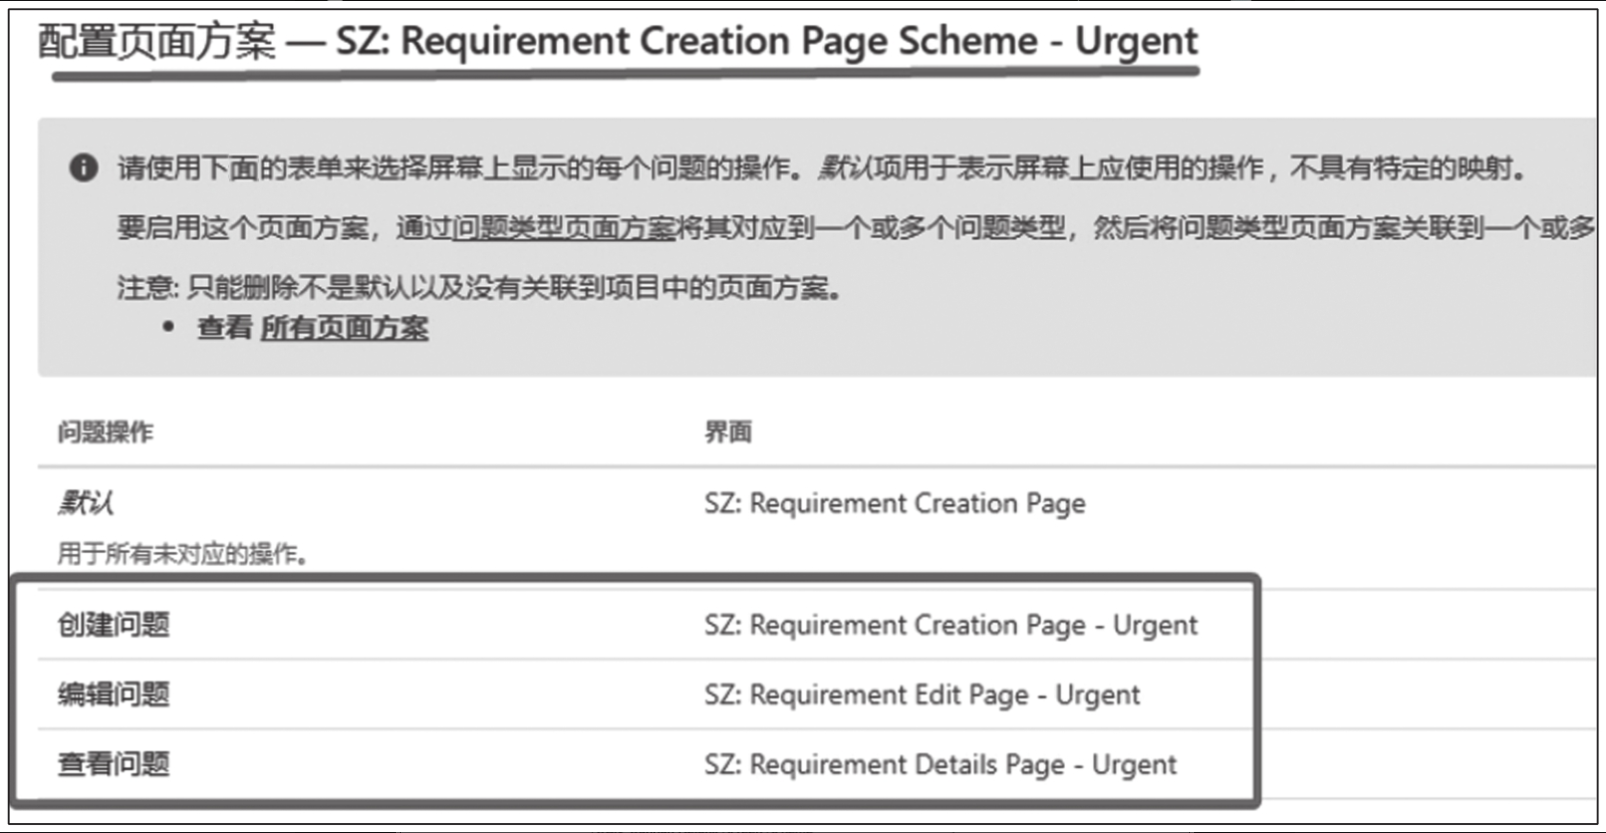 配置页面方案 — SZ: Requirement Creation Page Scheme - Urgent
请使用下面的表单来选择屏幕上显示的每个问题的操作。默认项用于表示屏幕上应使用的操作，不具有特定的映射。
要启用这个页面方案，通过问题类型页面方案将其对应到一个或多个问题类型，然后将问题类型页面方案关联到一个或多
注意: 只能删除不是默认以及没有关联到项目中的页面方案。
• 查看 所有页面方案
问题操作 界面
默认 SZ: Requirement Creation Page
用于所有未对应的操作。
创建问题 SZ: Requirement Creation Page - Urgent
编辑问题 SZ: Requirement Edit Page - Urgent
查看问题 SZ: Requirement Details Page - Urgent